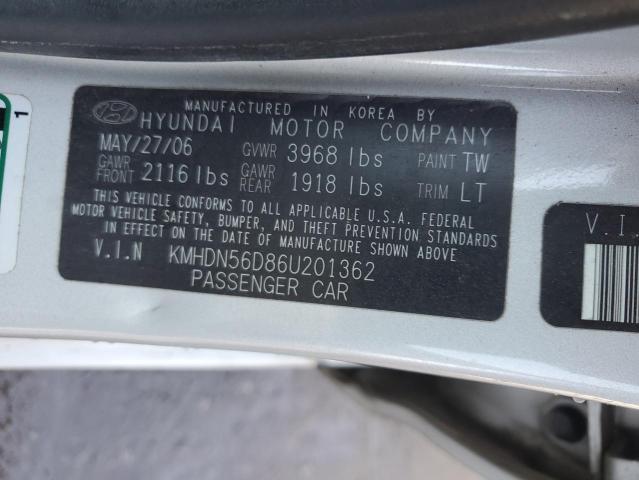 MANUFACTURED IN KOREA BY
HYUNDAI MOTOR COMPANY
MAY/27/06 GVWR 3968 lbs PAINT TW
GAWR FRONT 2116 lbs GAWR REAR 1918 lbs TRIM LT
THIS VEHICLE CONFORMS TO ALL APPLICABLE U.S.A. FEDERAL
MOTOR VEHICLE SAFETY, BUMPER, AND THEFT PREVENTION STANDARDS
IN EFFECT ON THE DATE OF MANUFACTURE SHOWN ABOVE
V.I.N KMHDN56D86U201362
PASSENGER CAR
1
V.I.